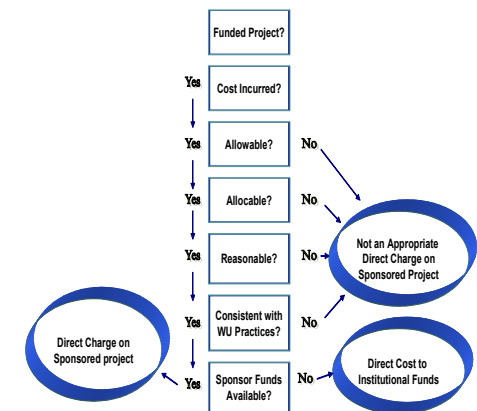 Funded Project?
Yes
Cost Incurred?
Yes
Allowable?
No
Yes
Allocable?
No
Yes
Reasonable?
No
Not an Appropriate
Direct Charge on
Sponsored Project
Yes
Consistent with
WU Practices?
No
Direct Charge on
Sponsored project
Yes
Sponsor Funds
Available?
No
Direct Cost to
Institutional Funds